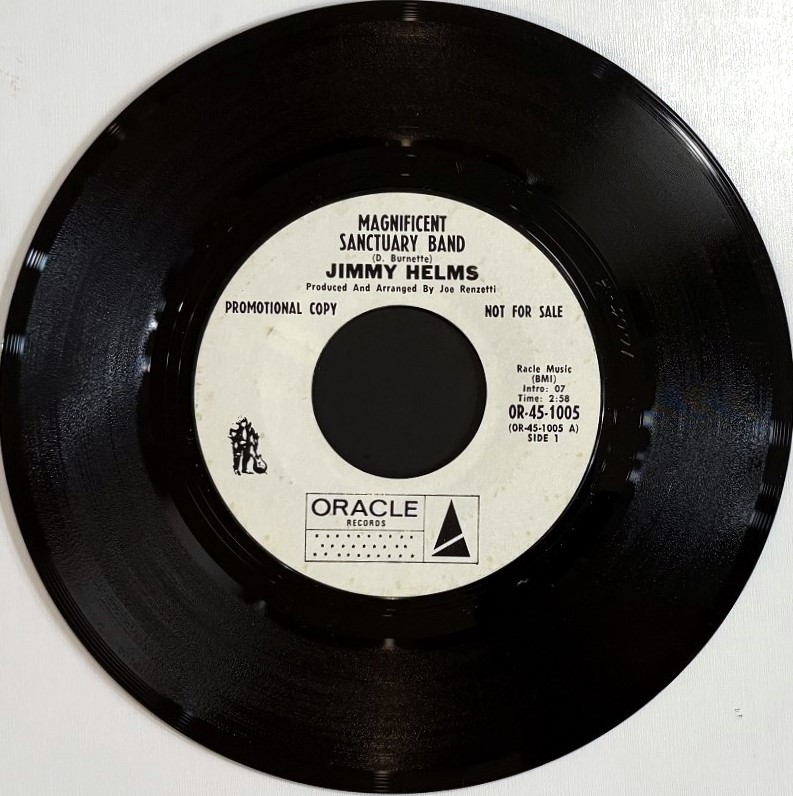 MAGNIFICENT
SANCTUARY BAND
(D. Burnette)
JIMMY HELMS
Produced and Arranged By Joe Renzetti
PROMOTIONAL COPY
NOT FOR SALE
Racle Music
(BMI)
Intro: 07
Time: 2:58
OR-45-1005
(OR-45-1005 A)
SIDE 1
ORACLE
RECORDS